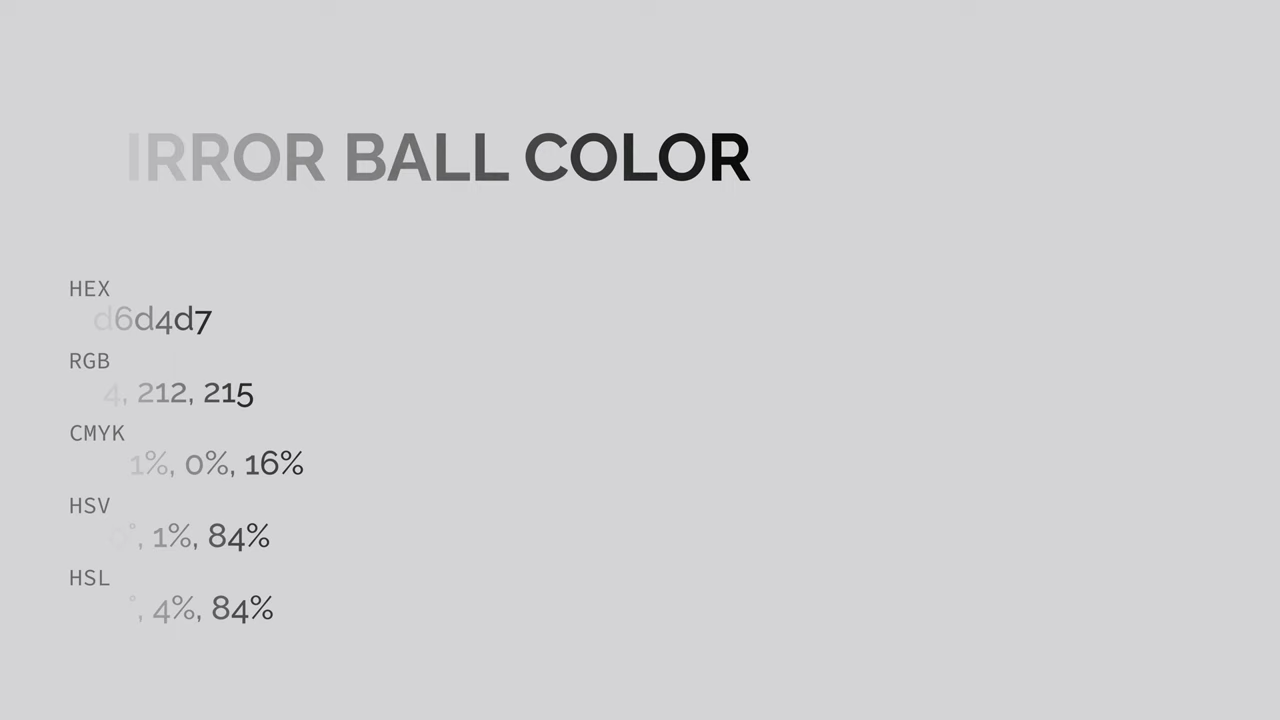 IRROR BALL COLOR
HEX
d6d4d7
RGB
4, 212, 215
CMYK
1%, 0%, 16%
HSV
°, 1%, 84%
HSL
°, 4%, 84%